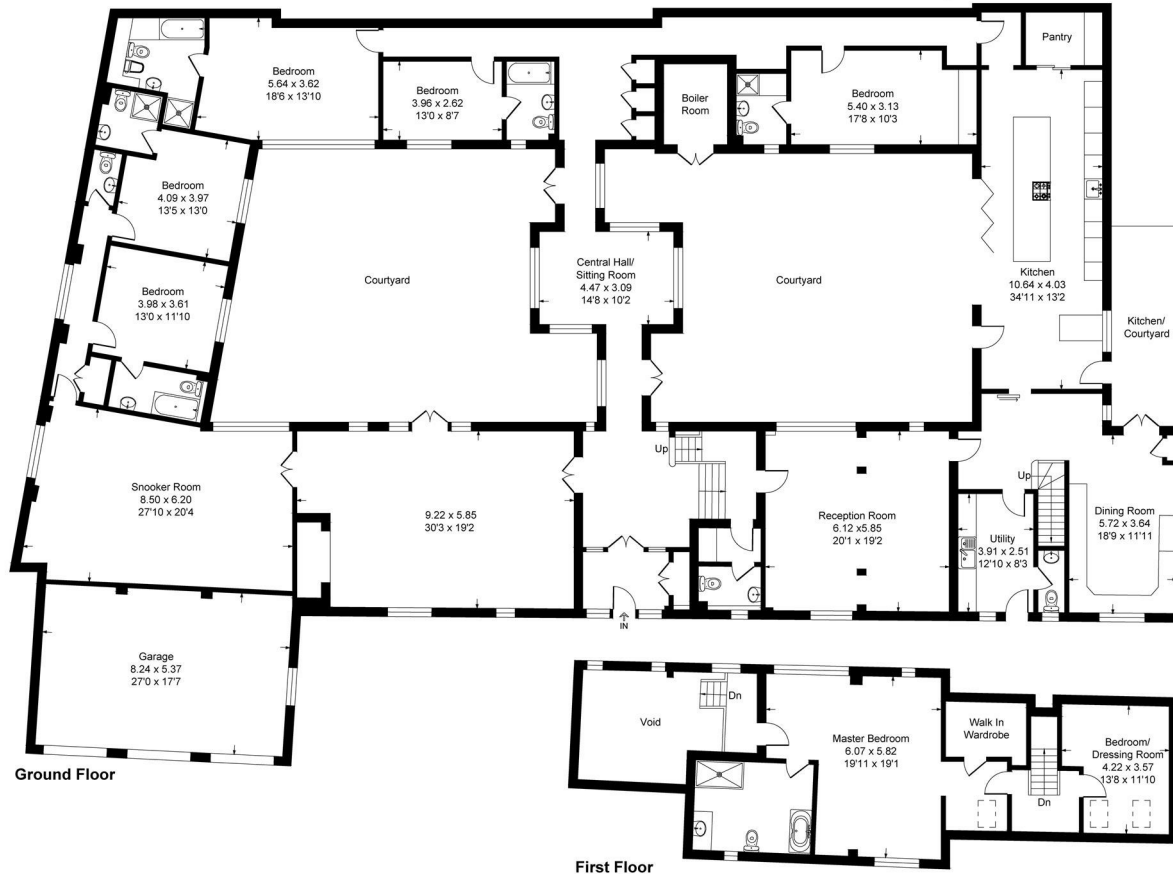 Pantry
Bedroom
5.64 x 3.62
18'6 x 13'10
Bedroom
3.96 x 2.62
13'0 x 8'7
Boiler
Room
Bedroom
5.40 x 3.13
17'8 x 10'3
Bedroom
4.09 x 3.97
13'5 x 13'0
Courtyard
Central Hall/
Sitting Room
4.47 x 3.09
14'8 x 10'2
Courtyard
Kitchen
10.64 x 4.03
34'11 x 13'2
Bedroom
3.98 x 3.61
13'0 x 11'10
Kitchen/
Courtyard
Up
Up
Snooker Room
8.50 x 6.20
27'10 x 20'4
9.22 x 5.85
30'3 x 19'2
Reception Room
6.12 x5.85
20'1 x 19'2
Utility
3.91 x 2.51
12'10 x 8'3
Dining Room
5.72 x 3.64
18'9 x 11'11
IN
Garage
8.24 x 5.37
27'0 x 17'7
Ground Floor
Void
Dn
Master Bedroom
6.07 x 5.82
19'11 x 19'1
Walk In
Wardrobe
Dn
Bedroom/
Dressing Room
4.22 x 3.57
13'8 x 11'10
First Floor